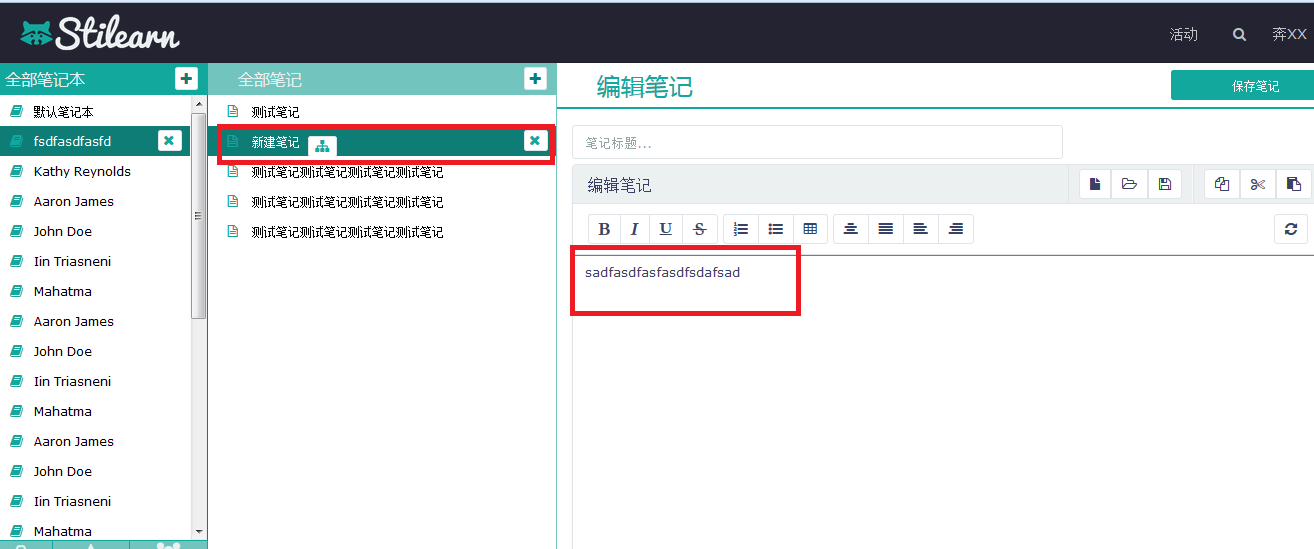 Stilearn
活动
奔XX
全部笔记本
默认笔记本
fsdfasdfasfd
Kathy Reynolds
Aaron James
John Doe
Iin Triasneni
Mahatma
Aaron James
John Doe
Iin Triasneni
Mahatma
Aaron James
John Doe
Iin Triasneni
Mahatma
全部笔记
测试笔记
新建笔记
测试笔记测试笔记测试笔记测试笔记
测试笔记测试笔记测试笔记测试笔记
测试笔记测试笔记测试笔记测试笔记
编辑笔记
保存笔记
笔记标题...
编辑笔记
B I U S
sadfasdfasfasdfsdafsad